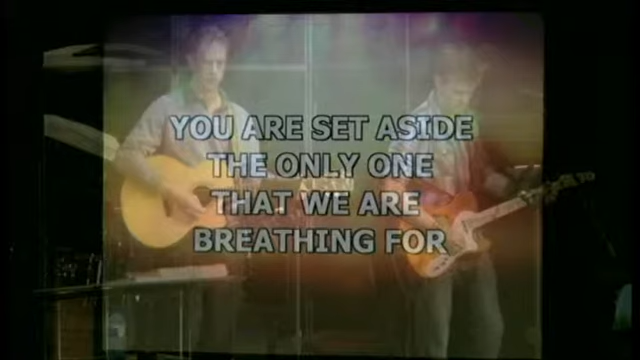 YOU ARE SET ASIDE
THE ONLY ONE
THAT WE ARE
BREATHING FOR